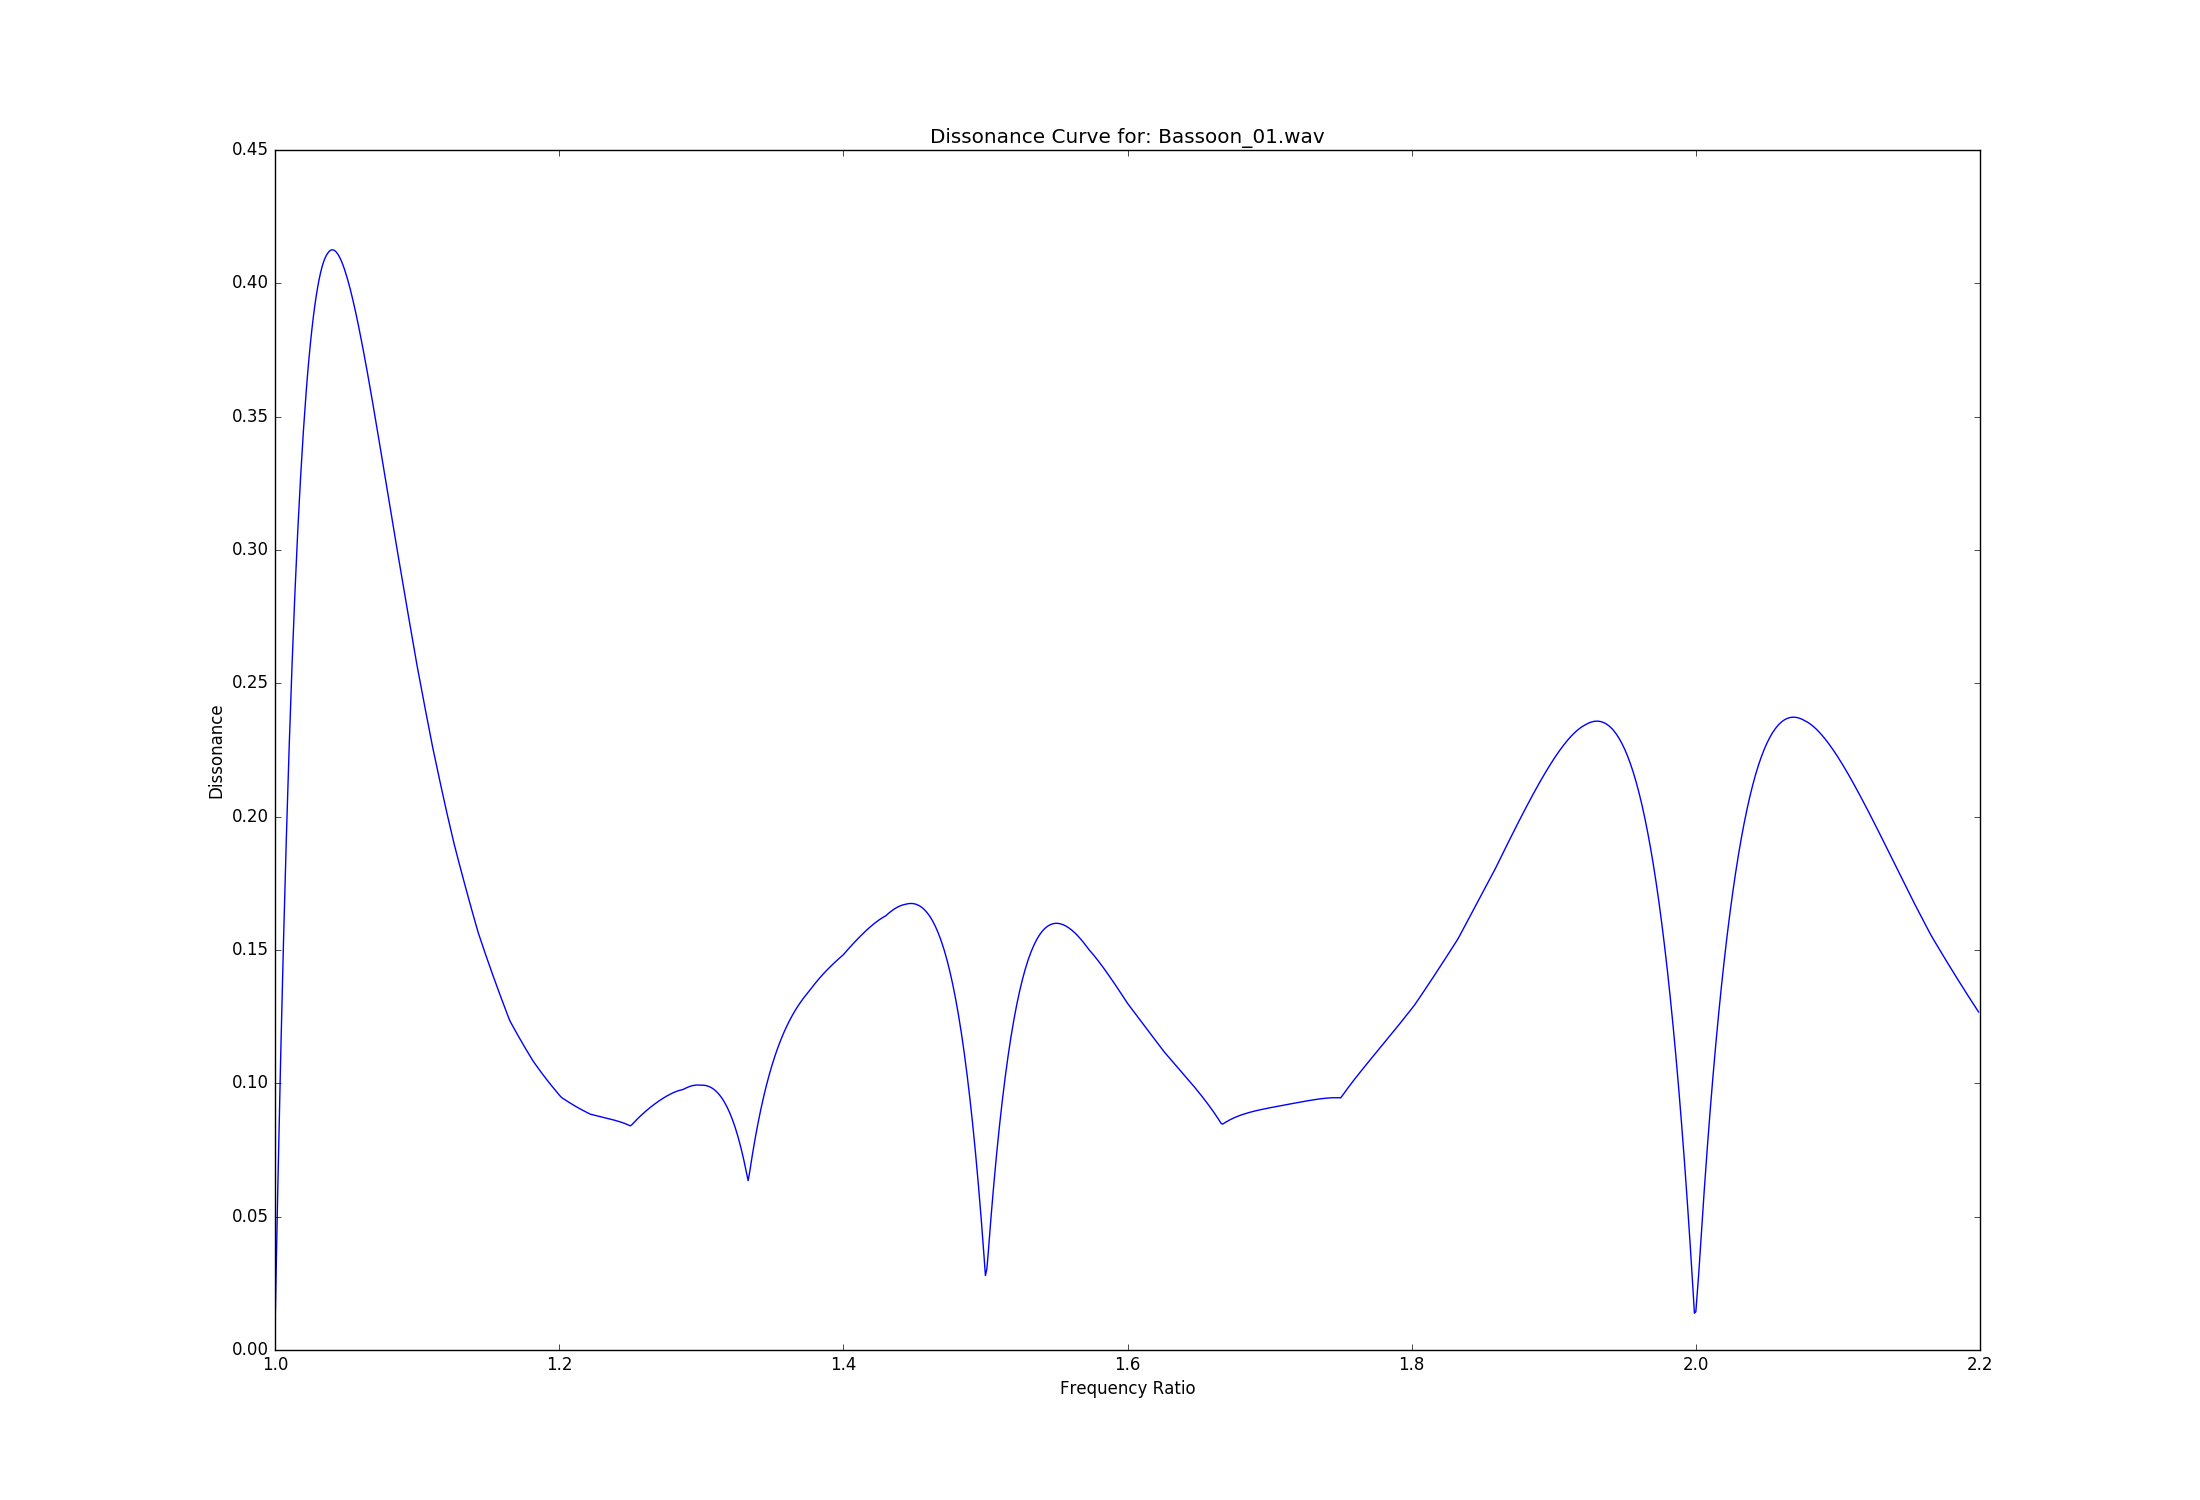 Dissonance Curve for: Bassoon_01.wav
0.45
0.40
0.35
0.30
0.25
0.20
0.15
0.10
0.05
0.00
Dissonance
1.0 1.2 1.4 1.6 1.8 2.0 2.2
Frequency Ratio